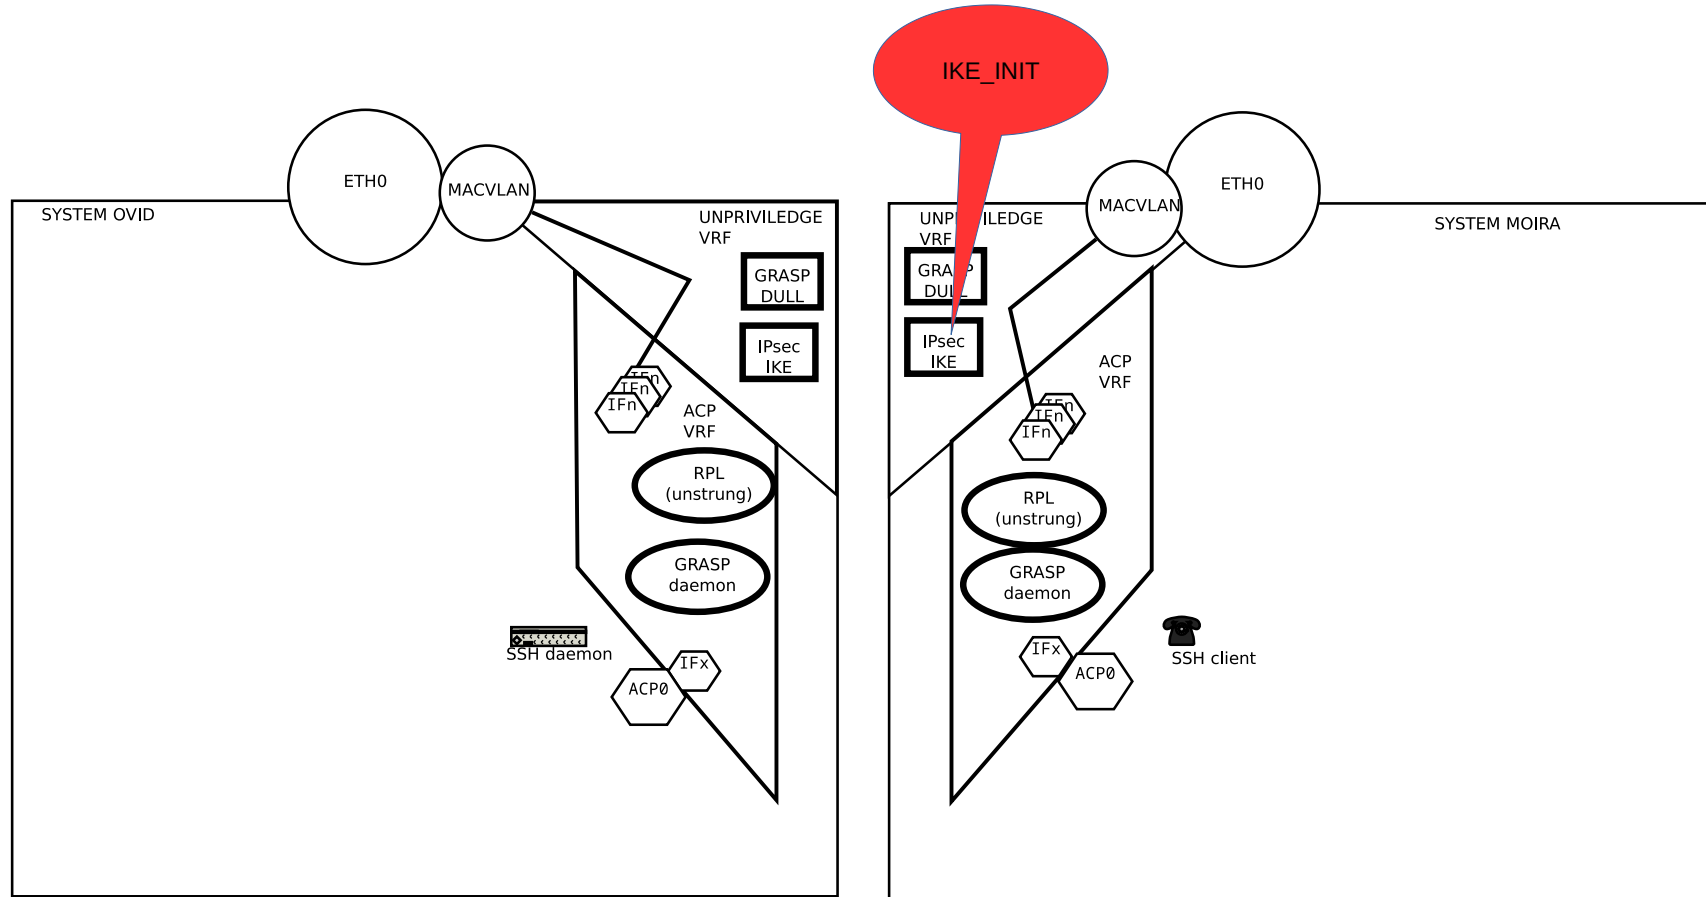 IKE_INIT
ETH0
MACVLAN
SYSTEM OVID
UNPRIVILEDGE
VRF
GRASP
DULL
IPsec
IKE
IFn
IFn
IFn
ACP
VRF
RPL
(unstrung)
GRASP
daemon
SSH daemon
IFx
ACP0
ETH0
MACVLAN
SYSTEM MOIRA
UNPRIVILEDGE
VRF
GRASP
DULL
IPsec
IKE
ACP
VRF
IFn
IFn
IFn
RPL
(unstrung)
GRASP
daemon
IFx
ACP0
SSH client